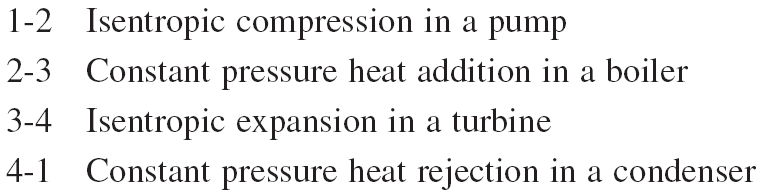 1-2 Isentropic compression in a pump
2-3 Constant pressure heat addition in a boiler
3-4 Isentropic expansion in a turbine
4-1 Constant pressure heat rejection in a condenser